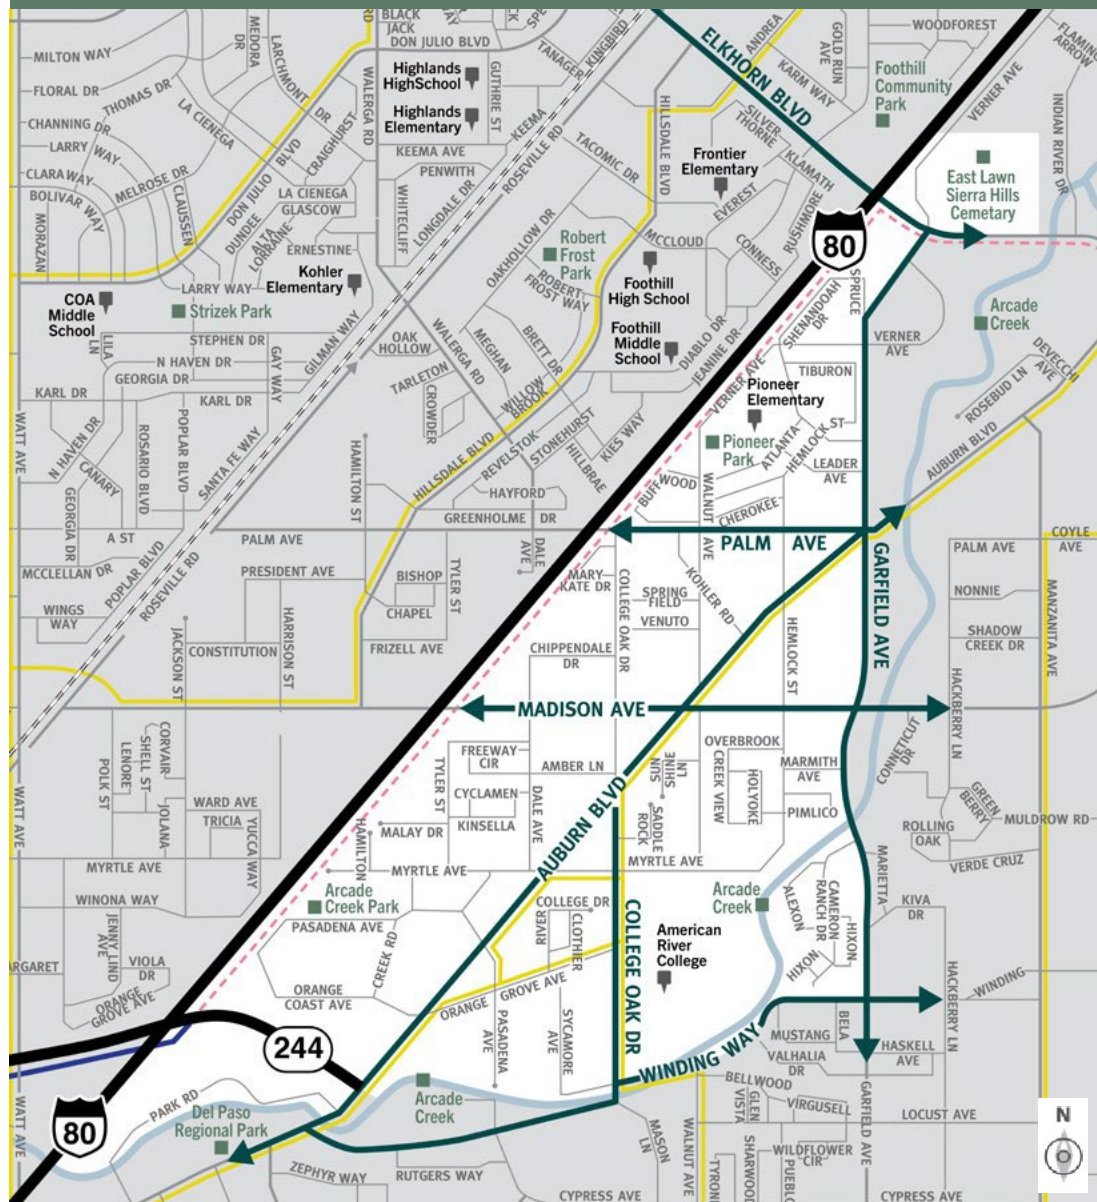 BLACK
JACK
DON JULIO BLVD
MILTON WAY
MEDORA
DR
LARCHMONT DR
FLORAL DR
THOMAS DR
LA CIENEGA
CHANNING DR
LARRY WAY
CLARA WAY
BOLIVAR WAY
MELROSE DR
CLAUSSEN
MORAZAN
DON JULIO BLVD
CRAIGHURST
WALERGA RD
RD
Highlands
HighSchool
Highlands
Elementary
GUTHRIE ST
KEEMA
KEEMA AVE
PENWITH
LONGDALE DR
WHITECLIFF
ROSEVILLE RD
TANAGER
KINGBIRD
LA CIENEGA
GLASCOW
DUNDEE
ALTA
LORRAINE
ERNESTINE
LARRY WAY
Kohler
Elementary
COA
Middle
School
Strizek Park
ELKHORN BLVD
ANDREA
KARM WAY
GOLD RUN
AVE
WOODFOREST
Foothill
Community
Park
VERNER AVE
FLAMING
ARROW
INDIAN RIVER DR
HILLSDALE BLVD
SILVER
THORNE
TACOMIC DR
Frontier
Elementary
KLAMATH
EVEREST
RUSHMORE
MCCLOUD
CONNESS
East Lawn
Sierra Hills
Cemetary
80
OAKHOLLOW DR
Robert
Frost
Park
ROBERT
FROST WAY
Foothill
High School
Foothill
Middle
School
DIABLO DR
JEANINE DR
SPRUCE
SHENANDOAH
DR
VERNER
AVE
Arcade
Creek
DEVECCHI
AVE
ROSEBUD LN
AUBURN BLVD
STEPHEN DR
LILA
LN
N HAVEN DR
GEORGIA DR
KARL DR
KARL DR
GAY WAY
GILMAN WAY
OAK
HOLLOW
WALERGA RD
MEGHAN
BRETT DR
TARLETON
CROWDER
WILLOW
BROOK
TIBURON
VERNER AVE
Pioneer
Elementary
Pioneer
Park
ATLANTA
HEMLOCK ST
LEADER
AVE
WATT AVE
N HAVEN DR
CANARY
ROSARIO BLVD
POPLAR BLVD
SANTA FE WAY
HAMILTON ST
HILLSDALE BLVD
REVELSTOK
STONEHURST
HILLBRAE
KIES WAY
HAYFORD
GREENHOLME DR
BUFF
WOOD
WALNUT
AVE
CHEROKEE
GEORGIA DR
A ST
MCCLELLAN DR
POPLAR BLVD
ROSEVILLE RD
WINGS
WAY
PALM AVE
PRESIDENT AVE
BISHOP
CHAPEL
TYLER ST
DALE
AVE
FRIZELL AVE
JACKSON ST
CONSTITUTION
HARRISON ST
PALM AVE
MARY
KATE DR
COLLEGE OAK DR
SPRING
FIELD
VENUTO
KOHLER RD
CHIPPENDALE
DR
HEMLOCK ST
GARFIELD AVE
PALM AVE
COYLE
AVE
NONNIE
SHADOW
CREEK DR
MANZANITA AVE
HACKBERRY LN
MADISON AVE
POLK ST
LENORE
SHELL ST
CORVAIR
WARD AVE
TRICIA
JOLANA
YUCCA WAY
MYRTLE AVE
WATT AVE
FREEWAY
CIR
AMBER LN
TYLER ST
CYCLAMEN
KINSELLA
DALE AVE
MALAY DR
HAMILTON
MYRTLE AVE
AUBURN BLVD
SUN
SHINE
LN
SADDLE
ROCK
MYRTLE AVE
OVERBROOK
CREEK VIEW
HOLYOKE
MARMITH
AVE
PIMLICO
CONNETICUT
DR
GREEN
BERRY
ROLLING
OAK
MULDROW RD
VERDE CRUZ
WINONA WAY
Arcade
Creek Park
PASADENA AVE
CREEK RD
COLLEGE DR
RIVER
CLOTHIER
COLLEGE OAK DR
American
River
College
Arcade
Creek
ALEXON
CAMERON
RANCH DR
HIXON
HIXON
MARIETTA
KIVA
DR
JENNY LIND
AVE
VIOLA
DR
ARGARET
ORANGE
GROVE AVE
ORANGE
COAST AVE
ORANGE GROVE AVE
PASADENA
AVE
SYCAMORE
AVE
WINDING WAY
WINDING
HACKBERRY LN
MUSTANG
BELA
VALHALIA
DR
HASKELL
AVE
244
80
WATT AVE
PARK RD
Del Paso
Regional Park
Arcade
Creek
ZEPHYR WAY
RUTGERS WAY
MASON
LN
WALNUT AVE
BELLWOOD
GLEN
VISTA
VIRGUSELL
WILDFLOWER
CIR
SHARWOOD
PUEBLO
TYRONE
GARFIELD AVE
LOCUST AVE
CYPRESS AVE
CYPRESS AVE
N